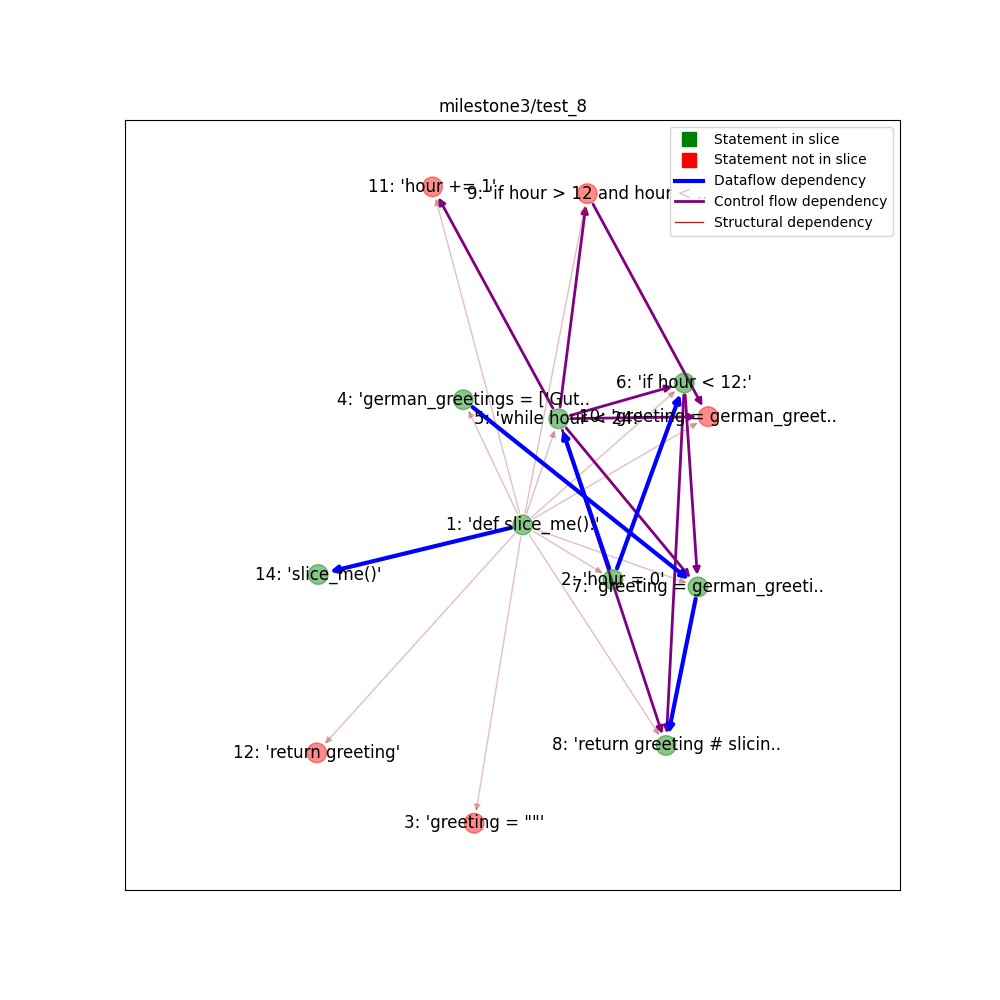 milestone3/test_8
Statement in slice
Statement not in slice
Dataflow dependency
Control flow dependency
Structural dependency
11: 'hour += 1'
9: 'if hour > 12 and hour < ..
6: 'if hour < 12:'
4: 'german_greetings = ['Gut..
5: 'while hour < 24:'
10: 'greeting = german_greet..
1: 'def slice_me():'
14: 'slice_me()'
2: 'hour = 0'
7: 'greeting = german_greeti..
8: 'return greeting # slicin..
12: 'return greeting'
3: 'greeting = ""'